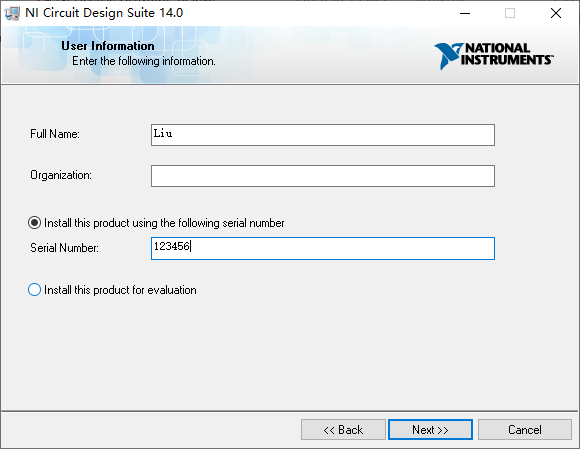 NI Circuit Design Suite 14.0
User Information
Enter the following information.
NATIONAL
INSTRUMENTS™
Full Name:
Liu
Organization:
Install this product using the following serial number
Serial Number:
123456
Install this product for evaluation
<< Back
Next >>
Cancel